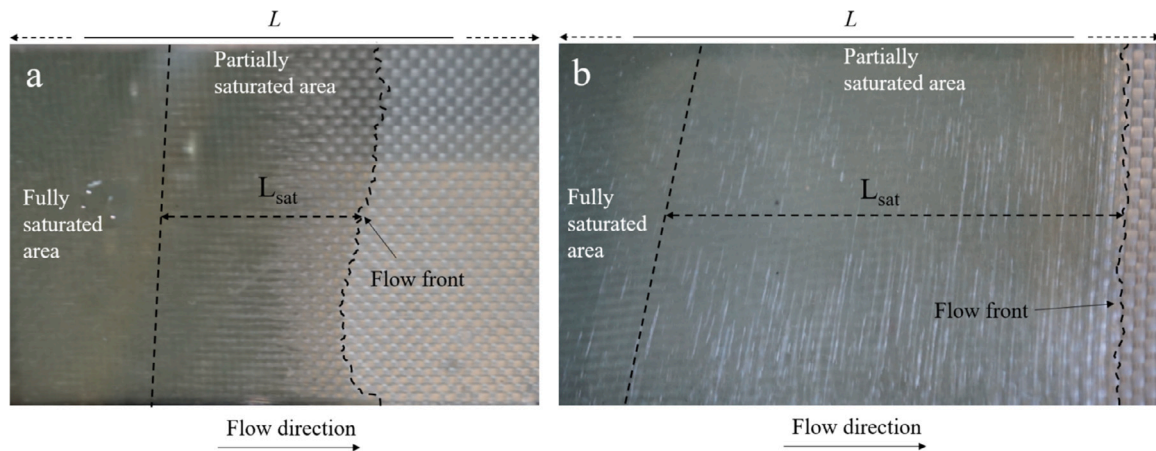 L
a
Partially
saturated area
Fully
saturated
area
L_sat
Flow front
Flow direction
L
b
Partially
saturated area
Fully
saturated
area
L_sat
Flow front
Flow direction